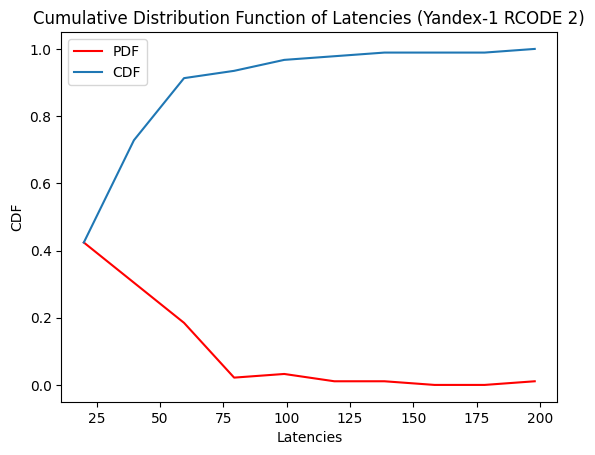 Cumulative Distribution Function of Latencies (Yandex-1 RCODE 2)
PDF
CDF
1.0
0.8
0.6
0.4
0.2
0.0
CDF
25
50
75
100
125
150
175
200
Latencies